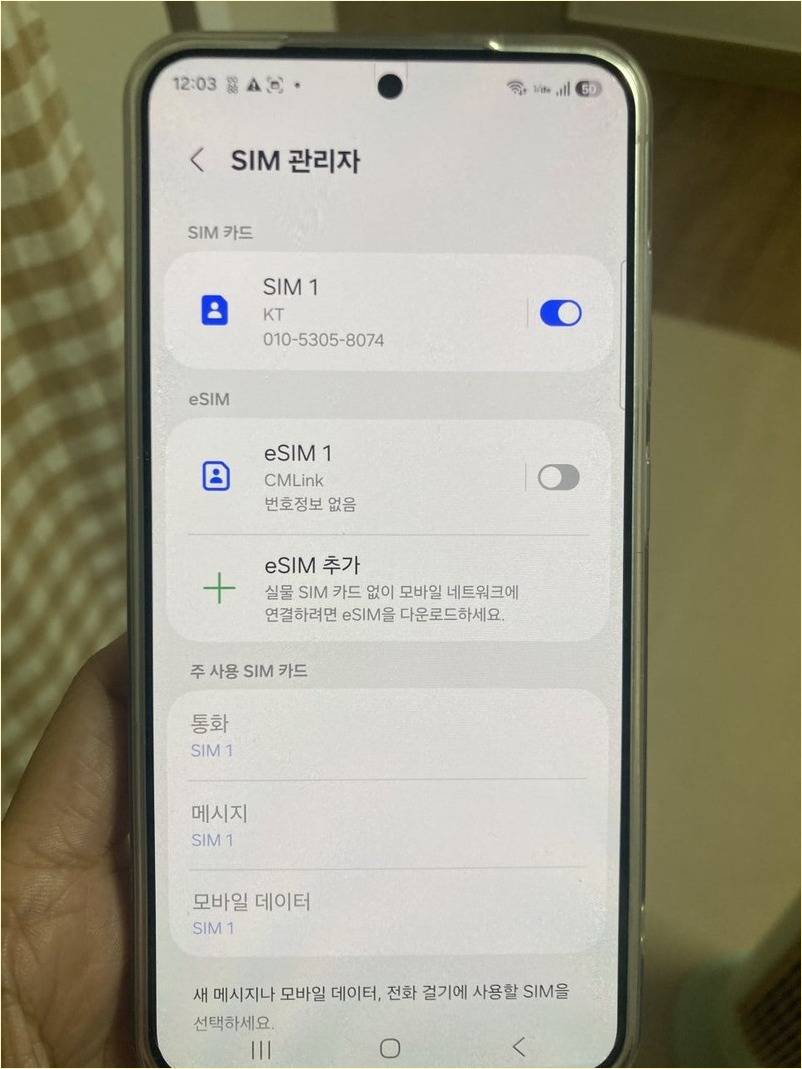 12:03
60
SIM 관리자
SIM 카드
SIM 1
KT
010-5305-8074
eSIM
eSIM 1
CMLink
번호정보 없음
eSIM 추가
실물 SIM 카드 없이 모바일 네트워크에
연결하려면 eSIM을 다운로드하세요.
주 사용 SIM 카드
통화
SIM 1
메시지
SIM 1
모바일 데이터
SIM 1
새 메시지나 모바일 데이터, 전화 걸기에 사용할 SIM을
선택하세요.